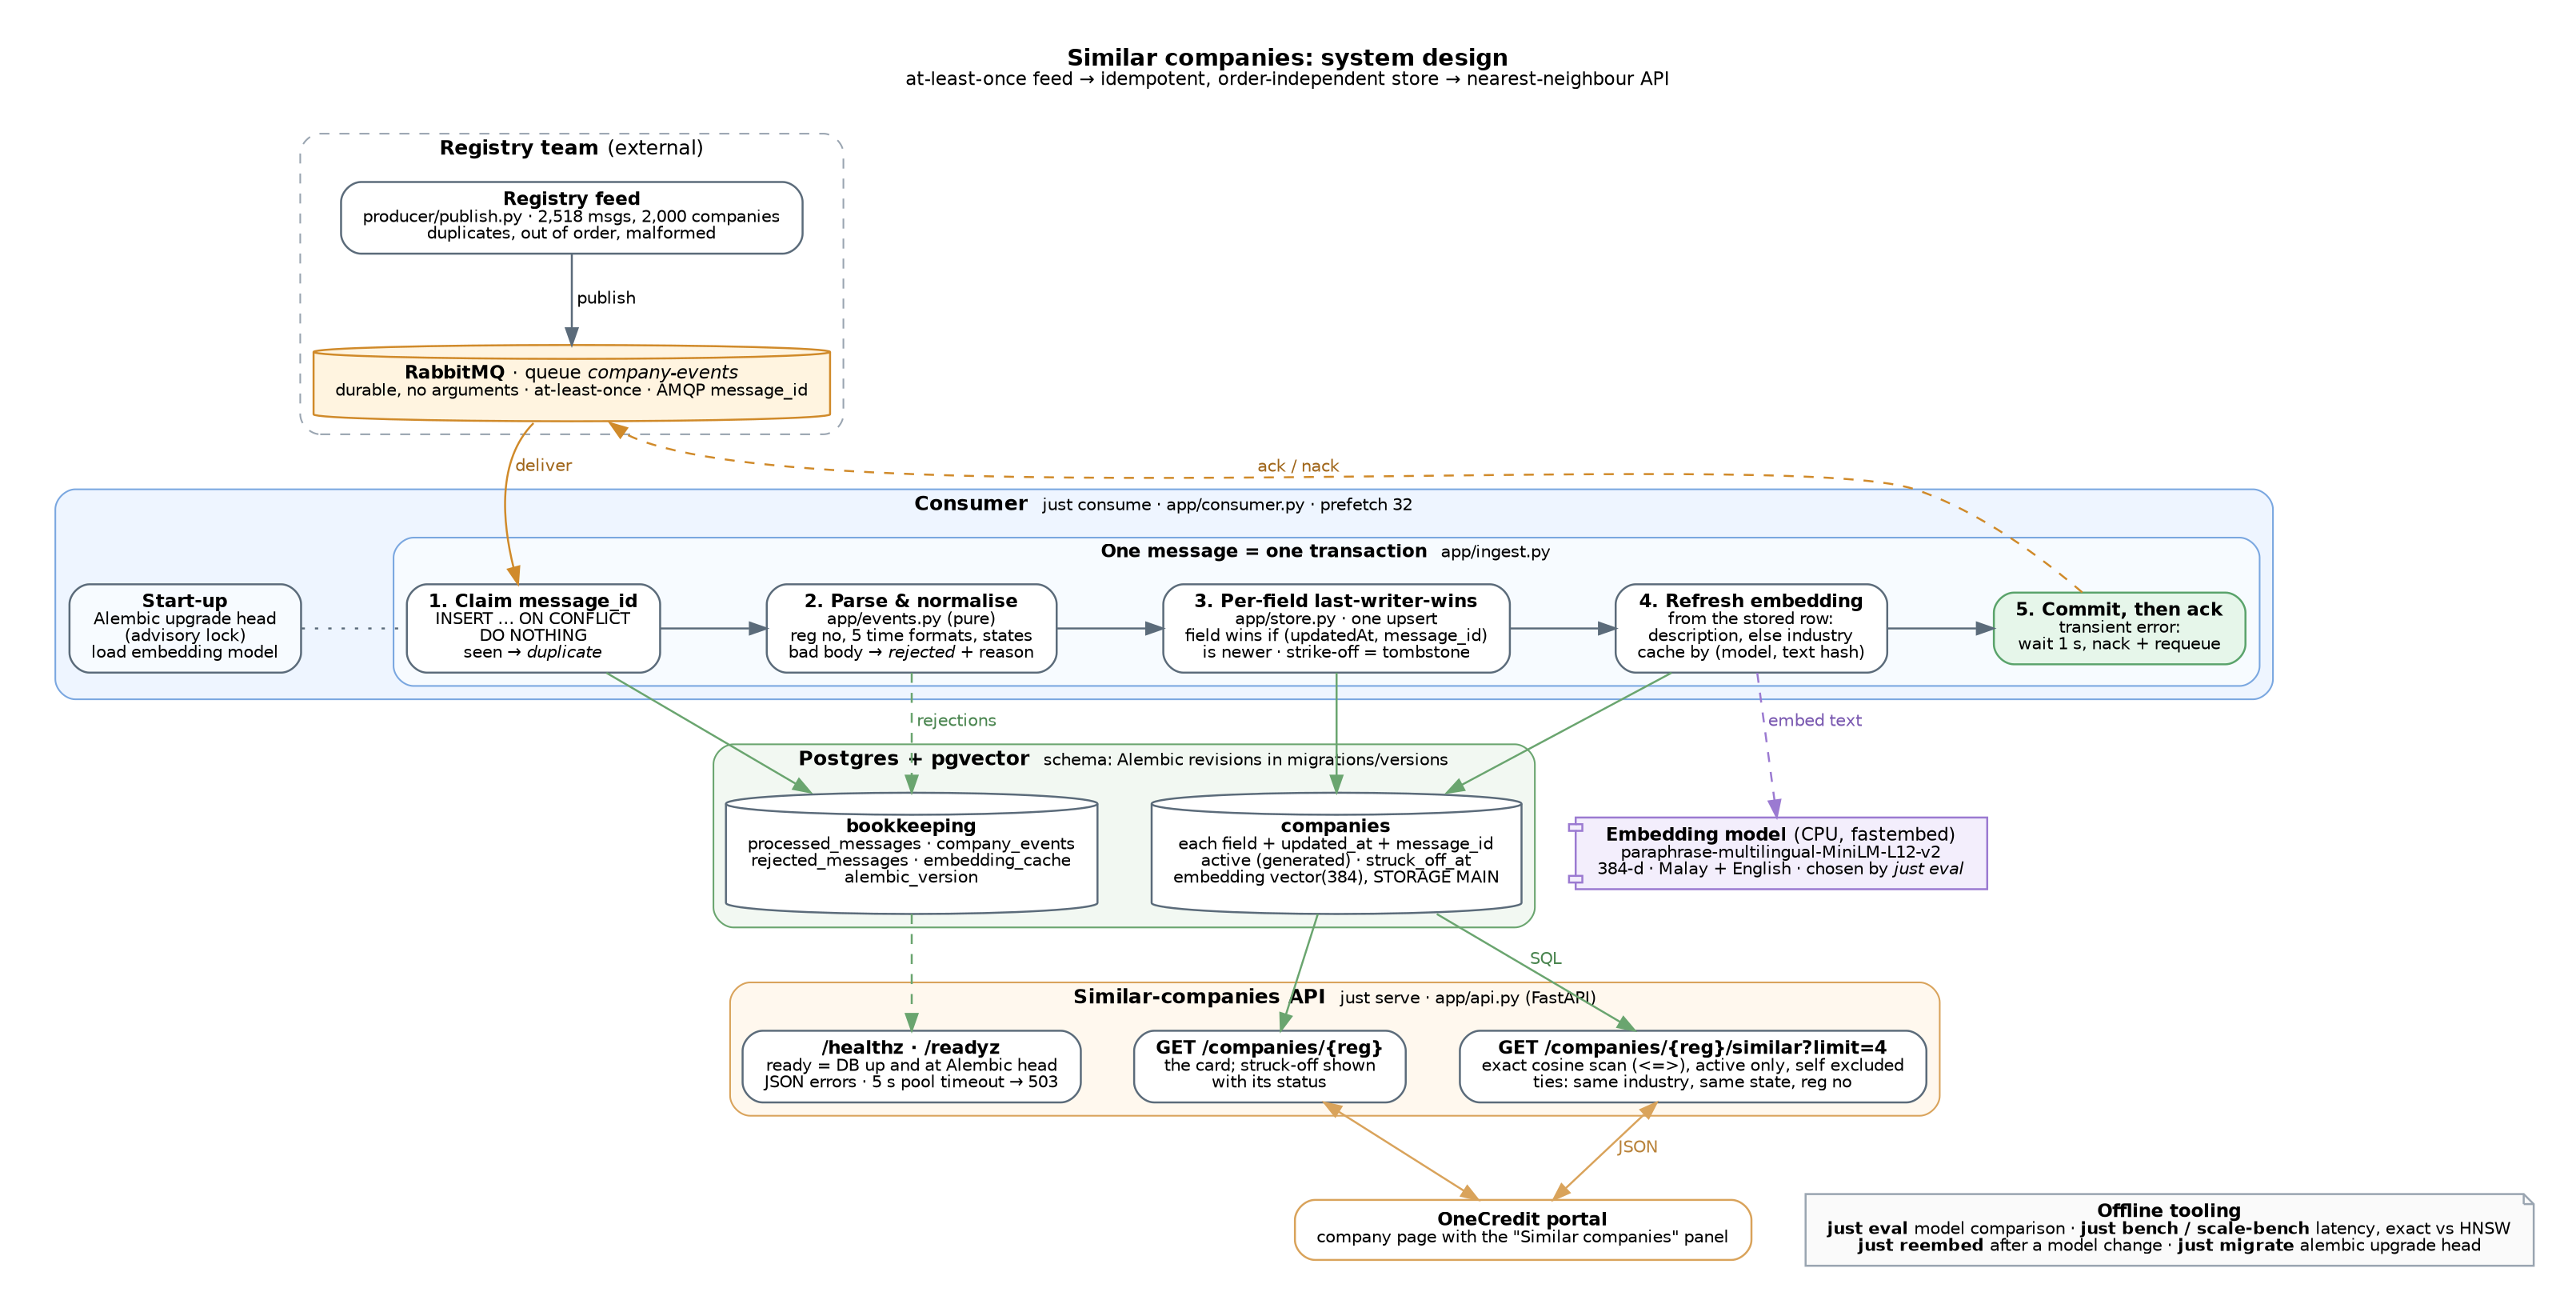 Similar companies: system design
at-least-once feed → idempotent, order-independent store → nearest-neighbour API
Registry team (external)
Registry feed
producer/publish.py · 2,518 msgs, 2,000 companies
duplicates, out of order, malformed
publish
RabbitMQ · queue company-events
durable, no arguments · at-least-once · AMQP message_id
deliver
ack / nack
Consumer just consume · app/consumer.py · prefetch 32
One message = one transaction app/ingest.py
Start-up
Alembic upgrade head
(advisory lock)
load embedding model
1. Claim message_id
INSERT ... ON CONFLICT
DO NOTHING
seen → duplicate
2. Parse & normalise
app/events.py (pure)
reg no, 5 time formats, states
bad body → rejected + reason
3. Per-field last-writer-wins
app/store.py · one upsert
field wins if (updatedAt, message_id)
is newer · strike-off = tombstone
4. Refresh embedding
from the stored row:
description, else industry
cache by (model, text hash)
5. Commit, then ack
transient error:
wait 1 s, nack + requeue
rejections
embed text
Postgres + pgvector schema: Alembic revisions in migrations/versions
bookkeeping
processed_messages · company_events
rejected_messages · embedding_cache
alembic_version
companies
each field + updated_at + message_id
active (generated) · struck_off_at
embedding vector(384), STORAGE MAIN
Embedding model (CPU, fastembed)
paraphrase-multilingual-MiniLM-L12-v2
384-d · Malay + English · chosen by just eval
SQL
Similar-companies API just serve · app/api.py (FastAPI)
/healthz · /readyz
ready = DB up and at Alembic head
JSON errors · 5 s pool timeout → 503
GET /companies/{reg}
the card; struck-off shown
with its status
GET /companies/{reg}/similar?limit=4
exact cosine scan (<=>), active only, self excluded
ties: same industry, same state, reg no
JSON
OneCredit portal
company page with the "Similar companies" panel
Offline tooling
just eval model comparison · just bench / scale-bench latency, exact vs HNSW
just reembed after a model change · just migrate alembic upgrade head